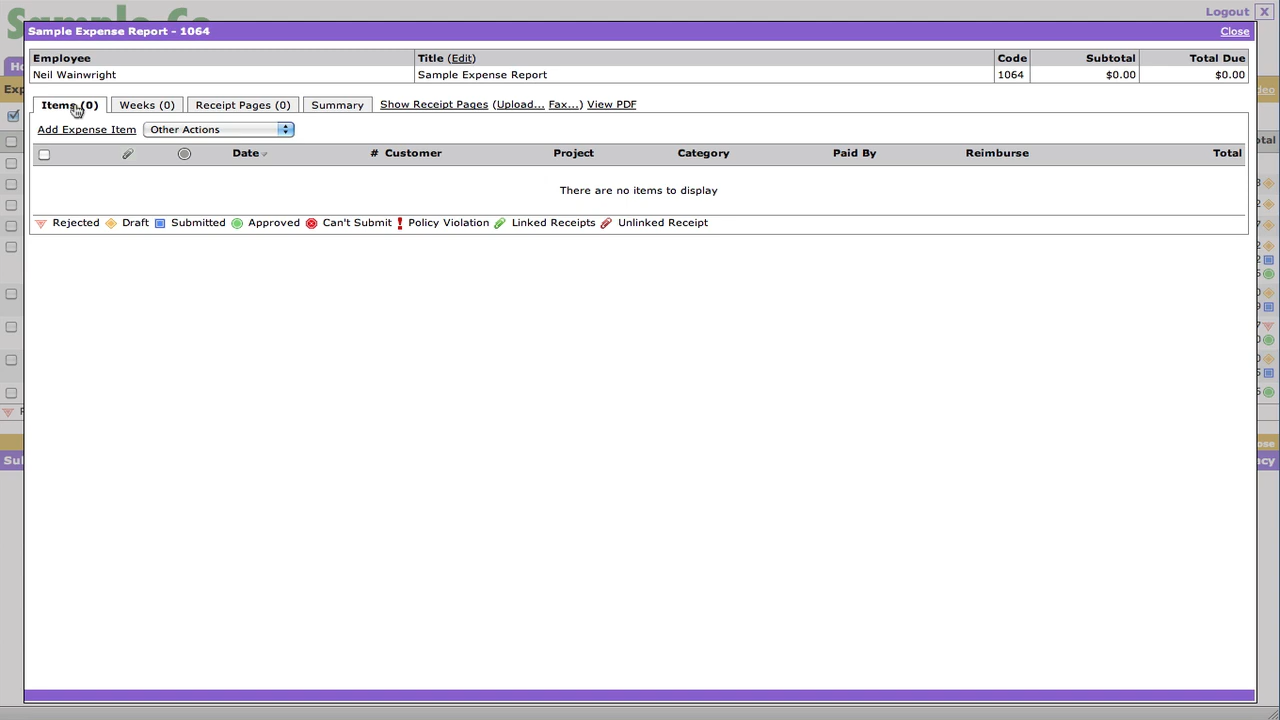 Sample Co
Logout X
Sample Expense Report - 1064
Close
Employee Title (Edit) Code Subtotal Total Due
Neil Wainwright Sample Expense Report 1064 $0.00 $0.00
Items (0) Weeks (0) Receipt Pages (0) Summary Show Receipt Pages (Upload... Fax...) View PDF
Add Expense Item Other Actions
Date # Customer Project Category Paid By Reimburse Total
There are no items to display
Rejected Draft Submitted Approved Can't Submit Policy Violation Linked Receipts Unlinked Receipt